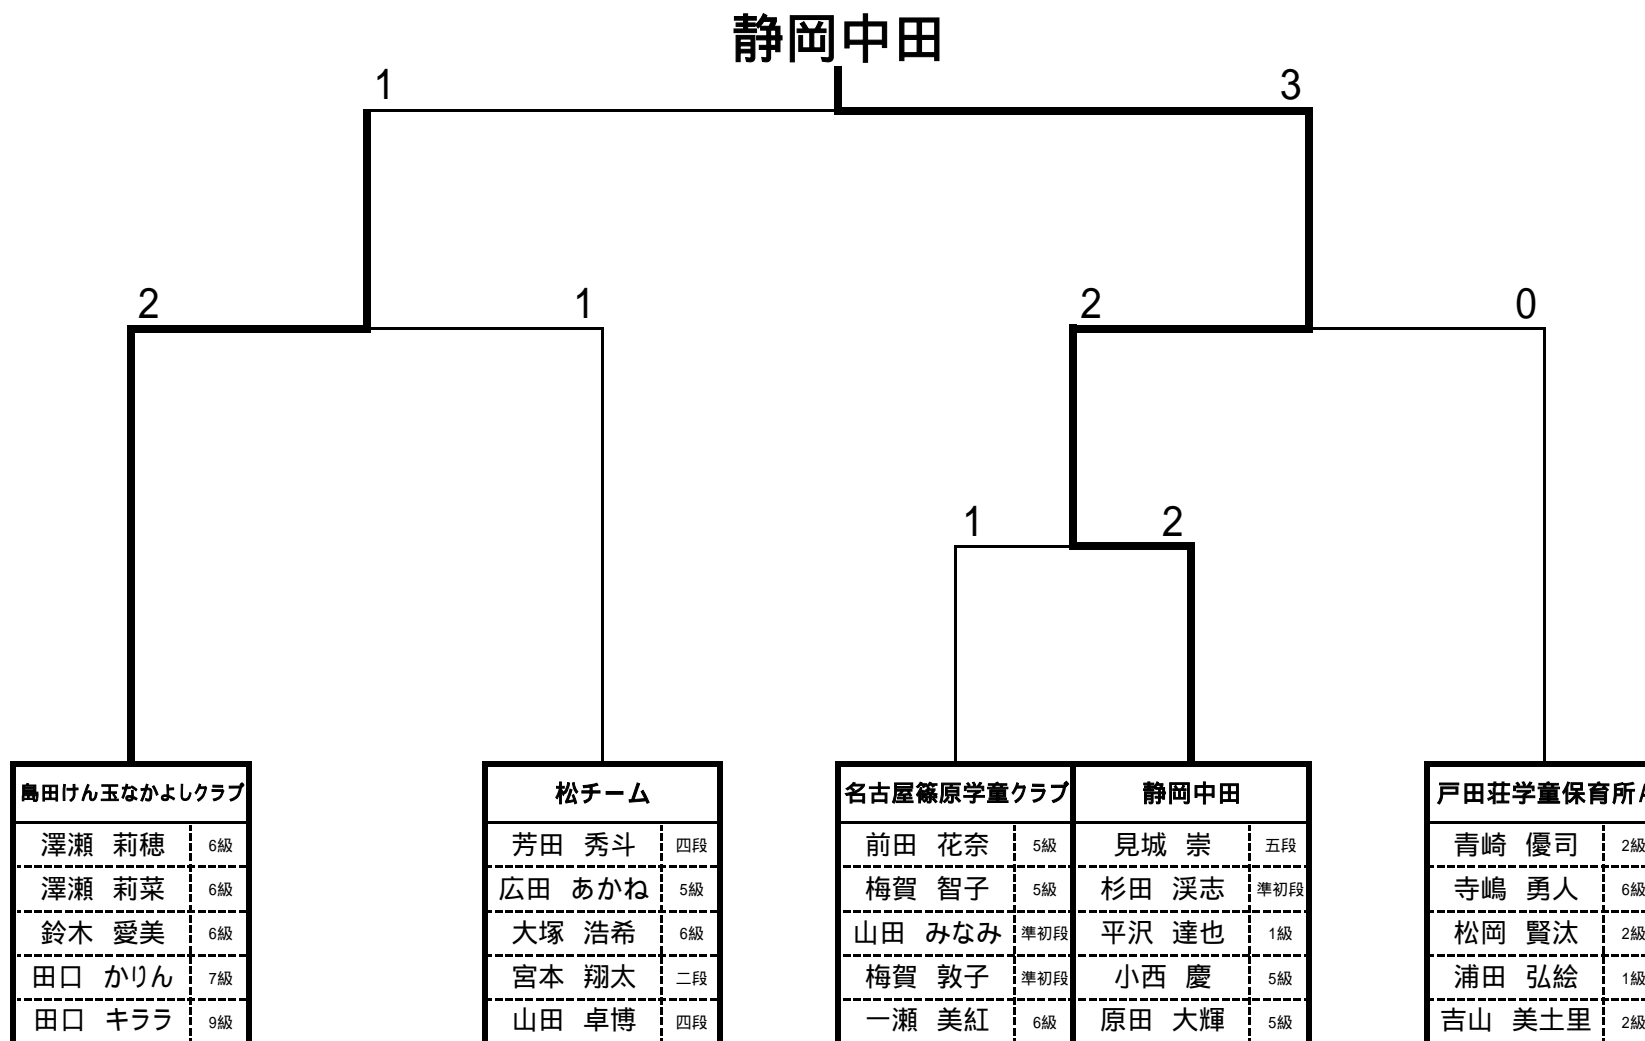 静岡中田
1 3
2 1 2 0
1 2
島田けん玉なかよしクラブ 松チーム 名古屋篠原学童クラブ 静岡中田 戸田荘学童保育所A
澤瀬 莉穂 6級 芳田 秀斗 四段 前田 花奈 5級 見城 崇 五段 青崎 優司 2級
澤瀬 莉菜 6級 広田 あかね 5級 梅賀 智子 5級 杉田 渓志 準初段 寺嶋 勇人 6級
鈴木 愛美 6級 大塚 浩希 6級 山田 みなみ 準初段 平沢 達也 1級 松岡 賢汰 2級
田口 かりん 7級 宮本 翔太 二段 梅賀 敦子 準初段 小西 慶 5級 浦田 弘絵 1級
田口 キララ 9級 山田 卓博 四段 一瀬 美紅 6級 原田 大輝 5級 吉山 美土里 2級